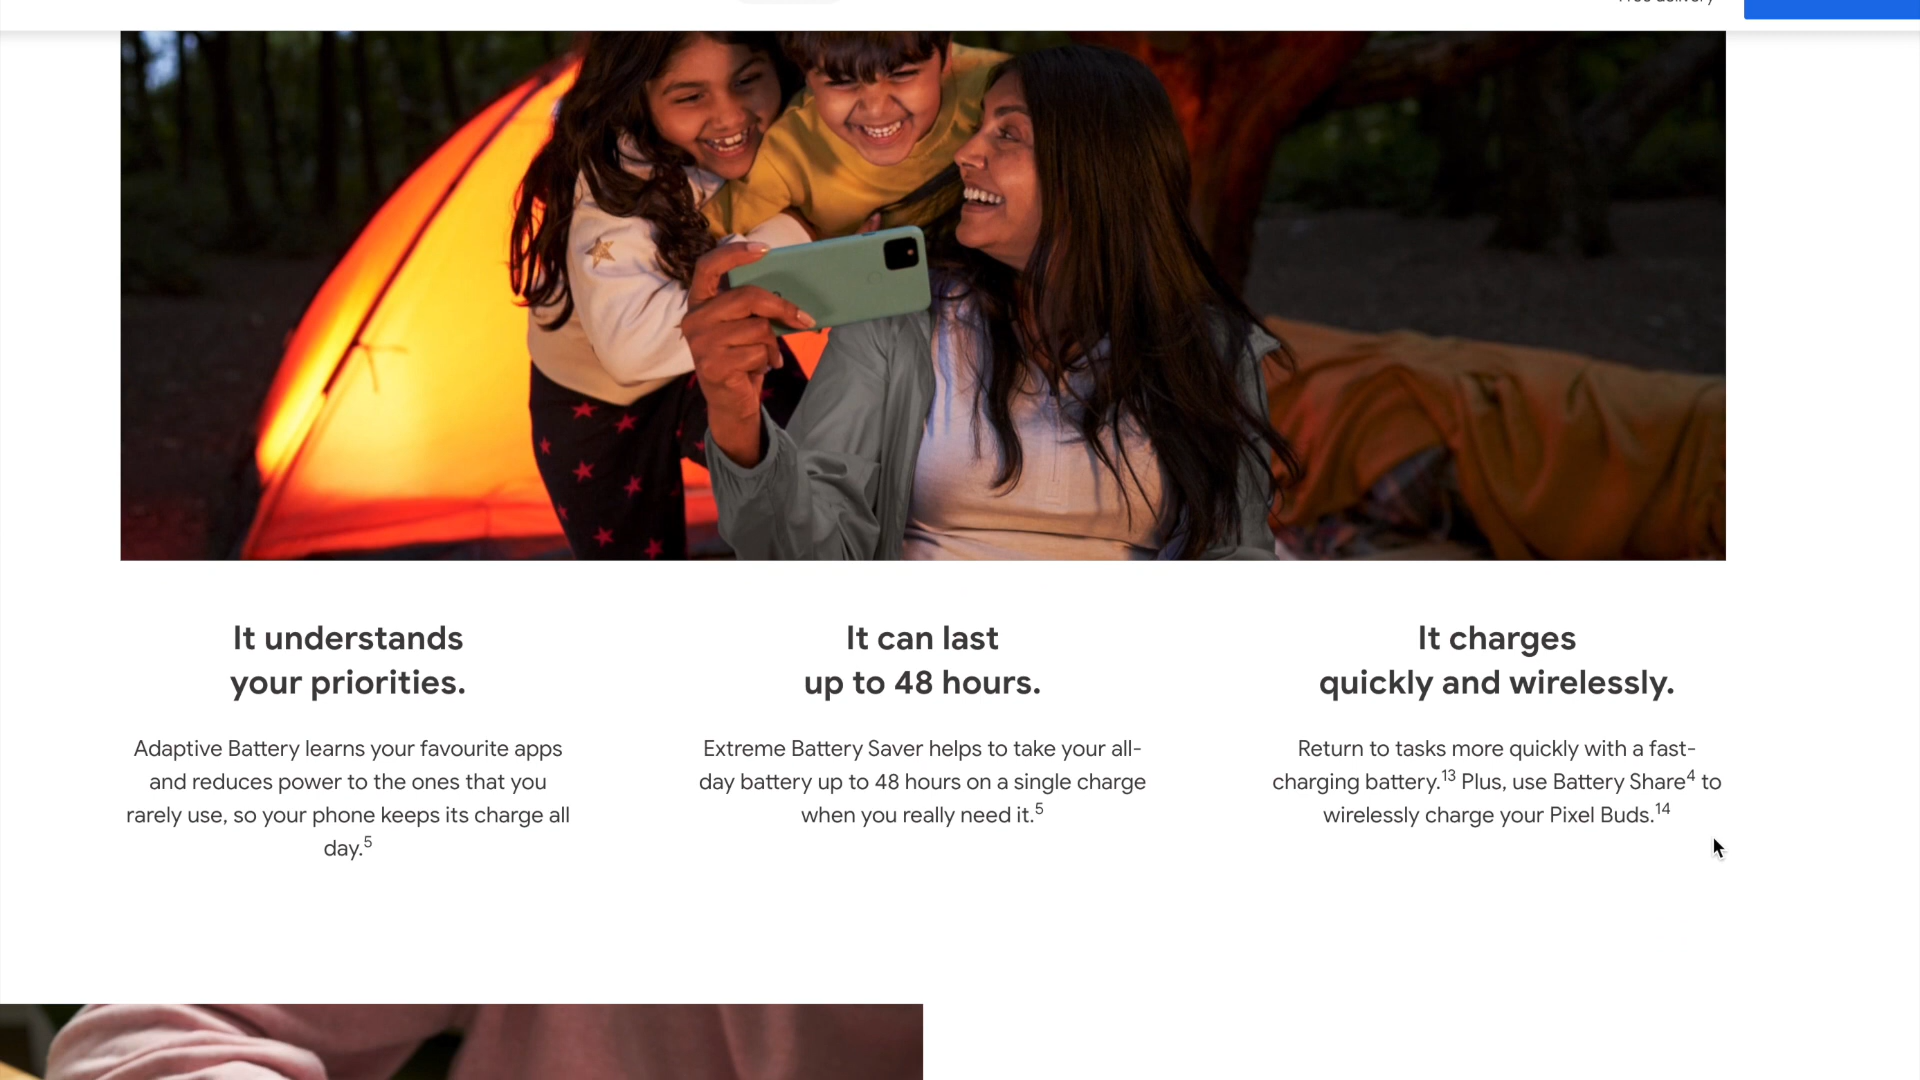 It understands
your priorities.
Adaptive Battery learns your favourite apps
and reduces power to the ones that you
rarely use, so your phone keeps its charge all
day.5
It can last
up to 48 hours.
Extreme Battery Saver helps to take your all-
day battery up to 48 hours on a single charge
when you really need it.5
It charges
quickly and wirelessly.
Return to tasks more quickly with a fast-
charging battery.13 Plus, use Battery Share4 to
wirelessly charge your Pixel Buds.14